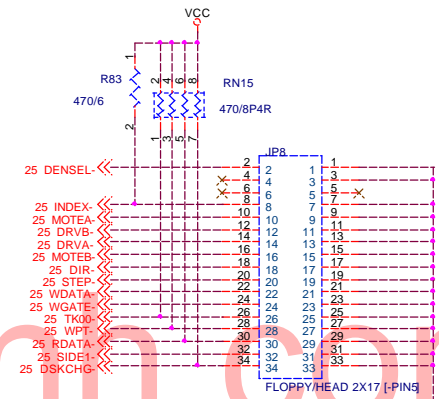 VCC
1
R83
470/6
2
2 4 6 8
RN15
470/8P4R
1 3 5 7
JP8
25 DENSEL- 2 2 1 1
4 4 3 3
6 6 5 5
25 INDEX- 8 8 7 7
25 MOTEA- 10 10 9 9
25 DRVB- 12 12 11 11
25 DRVA- 14 14 13 13
25 MOTEB- 16 16 15 15
25 DIR- 18 18 17 17
25 STEP- 20 20 19 19
25 WDATA- 22 22 21 21
25 WGATE- 24 24 23 23
25 TK00- 26 26 25 25
25 WPT- 28 28 27 27
25 RDATA- 30 30 29 29
25 SIDE1- 32 32 31 31
25 DSKCHG- 34 34 33 33
FLOPPY/HEAD 2X17 [-PIN5]